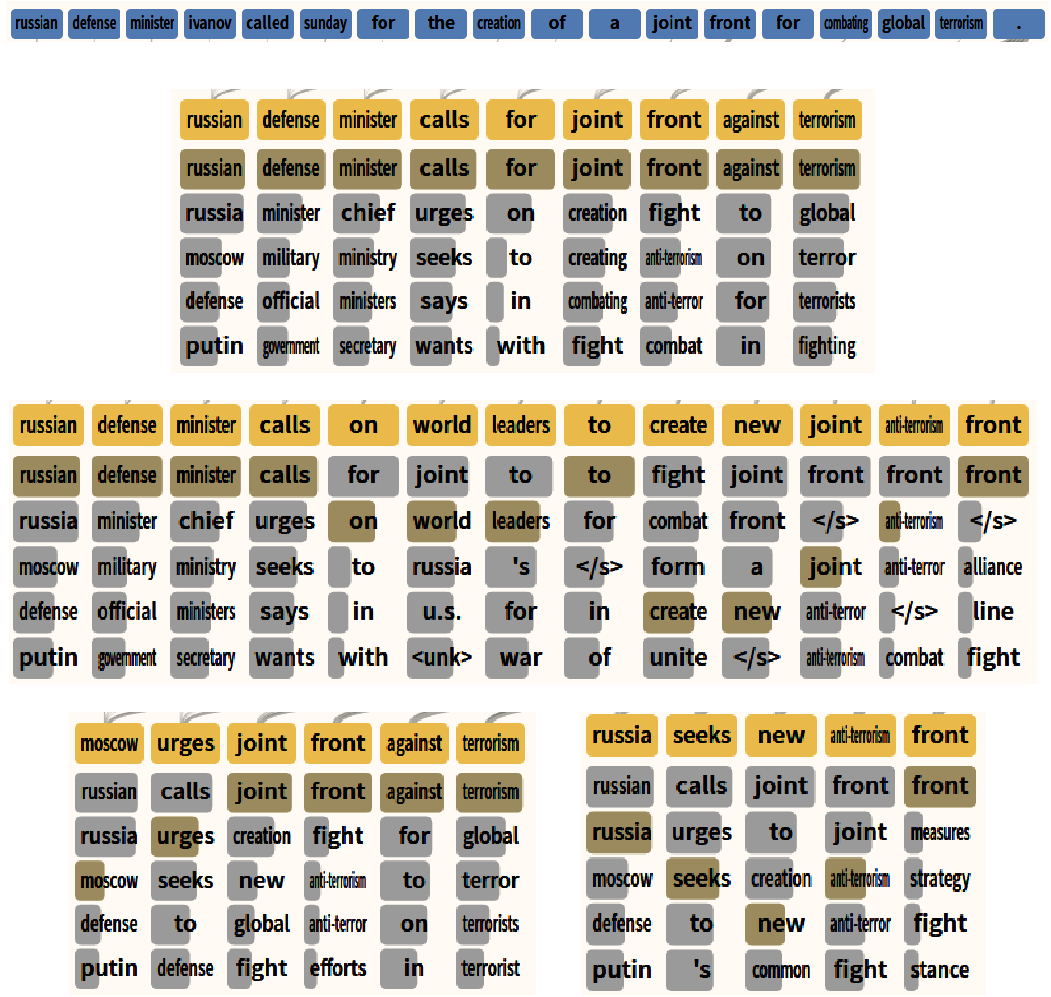 russian defense minister ivanov called sunday for the creation of a joint front for combating global terrorism .
russian defense minister calls for joint front against terrorism
russian defense minister calls for joint front against terrorism
russia minister chief urges on creation fight to global
moscow military ministry seeks to creating anti-terrorism on terror
defense official ministers says in combating anti-terror for terrorists
putin government secretary wants with fight combat in fighting
russian defense minister calls on world leaders to create new joint anti-terrorism front
russian defense minister calls for joint to to fight joint front front front
russia minister chief urges on world leaders for combat front </s> anti-terrorism </s>
moscow military ministry seeks to russia 's </s> form a joint anti-terror alliance
defense official ministers says in u.s. for in create new anti-terror </s> line
putin government secretary wants with <unk> war of unite </s> anti-terrorism combat fight
moscow urges joint front against terrorism
russian calls joint front against terrorism
russia urges creation fight for global
moscow seeks new anti-terrorism to terror
defense to global anti-terror on terrorists
putin defense fight efforts in terrorist
russia seeks new anti-terrorism front
russian calls joint front front
russia urges to joint measures
moscow seeks creation anti-terrorism strategy
defense to new anti-terror fight
putin 's common fight stance